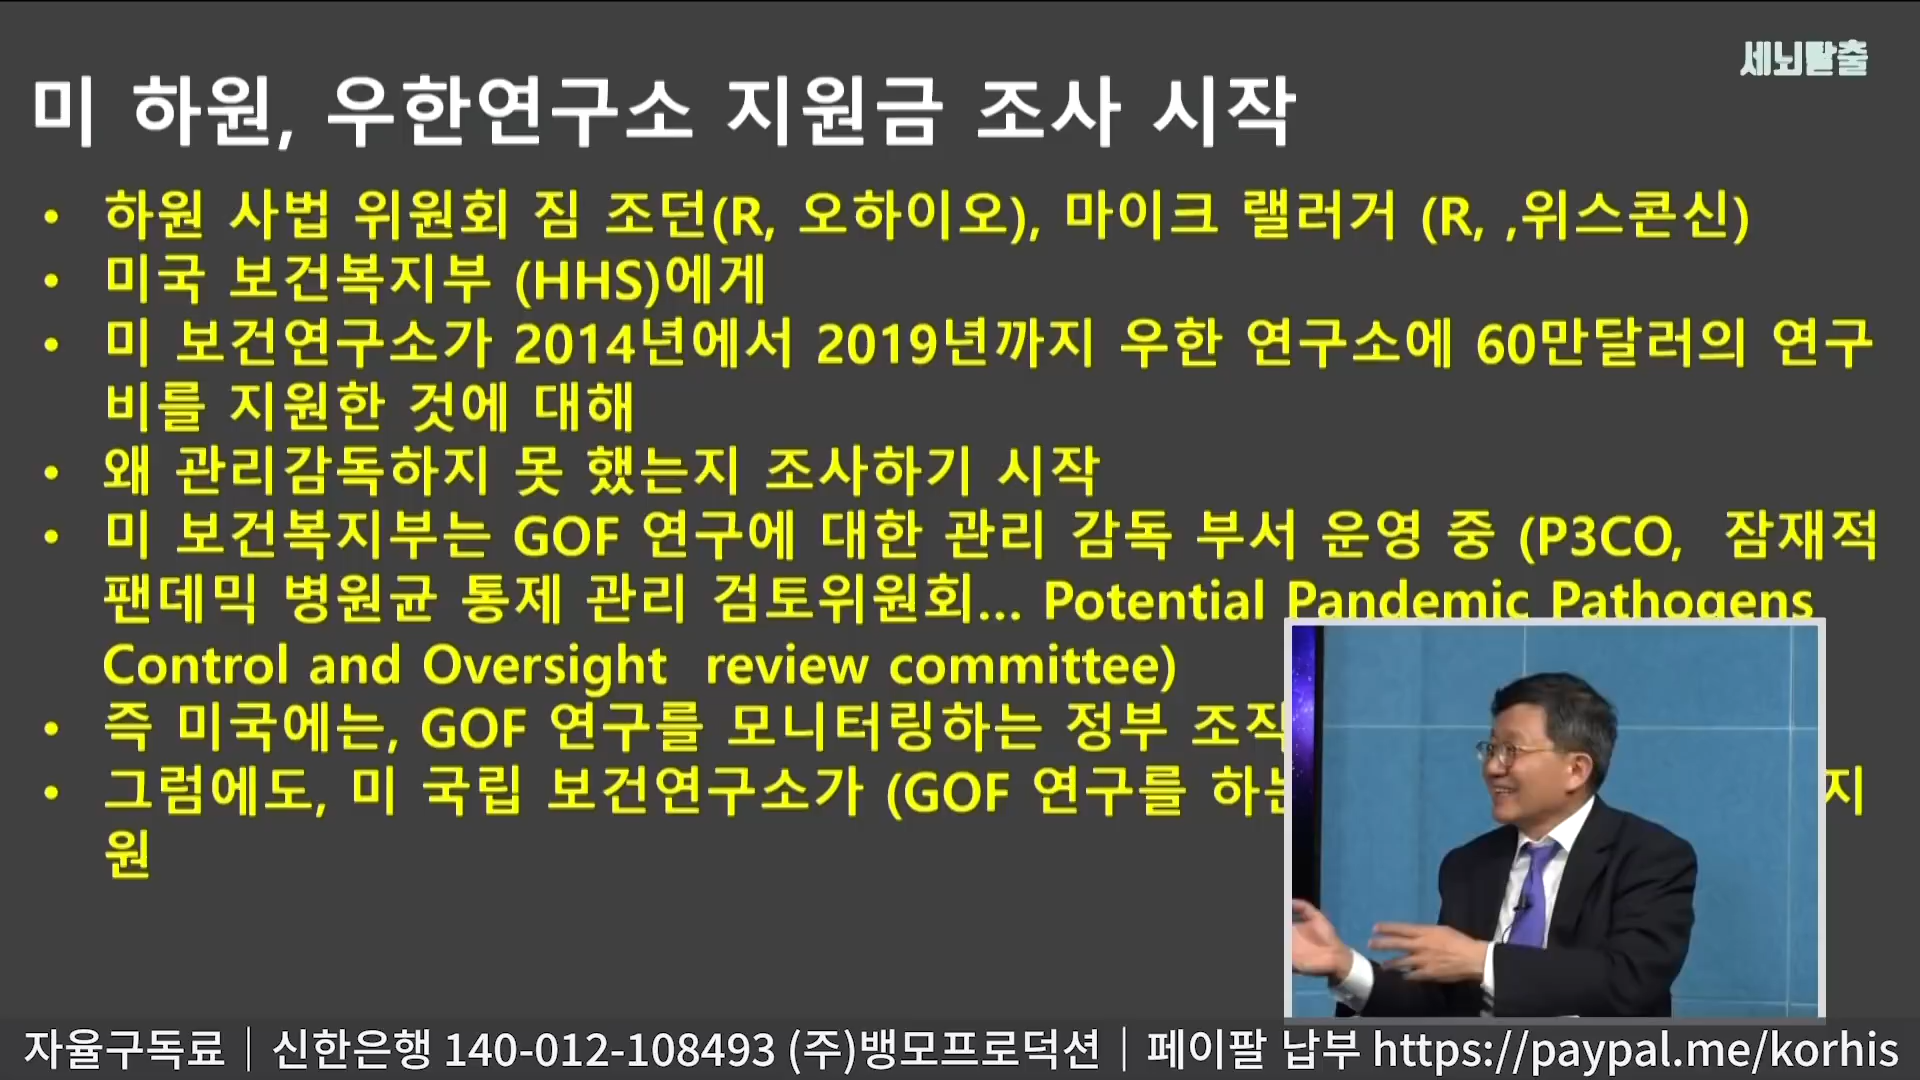 세뇌탈출
미 하원, 우한연구소 지원금 조사 시작
• 하원 사법 위원회 짐 조던(R, 오하이오), 마이크 랠러거 (R, ,위스콘신)
• 미국 보건복지부 (HHS)에게
• 미 보건연구소가 2014년에서 2019년까지 우한 연구소에 60만달러의 연구
비를 지원한 것에 대해
• 왜 관리감독하지 못 했는지 조사하기 시작
• 미 보건복지부는 GOF 연구에 대한 관리 감독 부서 운영 중 (P3CO, 잠재적
팬데믹 병원균 통제 관리 검토위원회... Potential Pandemic Pathogens
Control and Oversight review committee)
• 즉 미국에는, GOF 연구를 모니터링하는 정부 조직
• 그럼에도, 미 국립 보건연구소가 (GOF 연구를 하는 지
원
자율구독료 | 신한은행 140-012-108493 (주)뱅모프로덕션 | 페이팔 납부 https://paypal.me/korhis